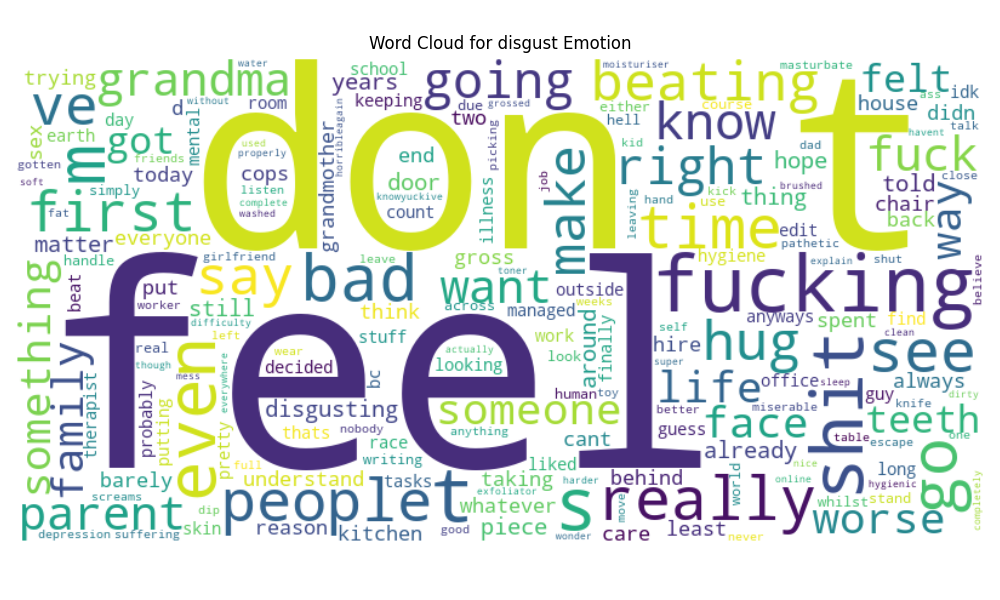 Word Cloud for disgust Emotion
trying grandma water school years going moisturiser beating masturbate felt ass idk
ve d without room keeping due two grossed either hell course know house didn
sex earth day got mental used properly cops horribleagain end picking kid right dad hope havent talk fuck
gotten m friends today listen grandmother door illness job make hand kick use brushed thing told close
soft simply complete washed don t knowyuckive count leaving chair back way
first fat matter everyone time edit pathetic hygiene
handle girlfriend say bad leave gross toner want outside explain shut believe
something beat put worker still think across managed weeks fucking anyways spent find
family therapist real difficulty left stuff actually looking work look around finally self hire hug clean see
though mess even everywhere wear decided bc feel human toy super life office sleep always
probably putting pretty thats disgusting nobody someone anything better guess miserable face guy knife dirty teeth
race cant already table escape one
barely understand full writing tasks liked taking behind world nice online shit long hygienic go
screams dip peoplet exfoliator whatever harder s move really whilst stand completely
parent depression suffering skin reason kitchen good piece wonder care least never worse